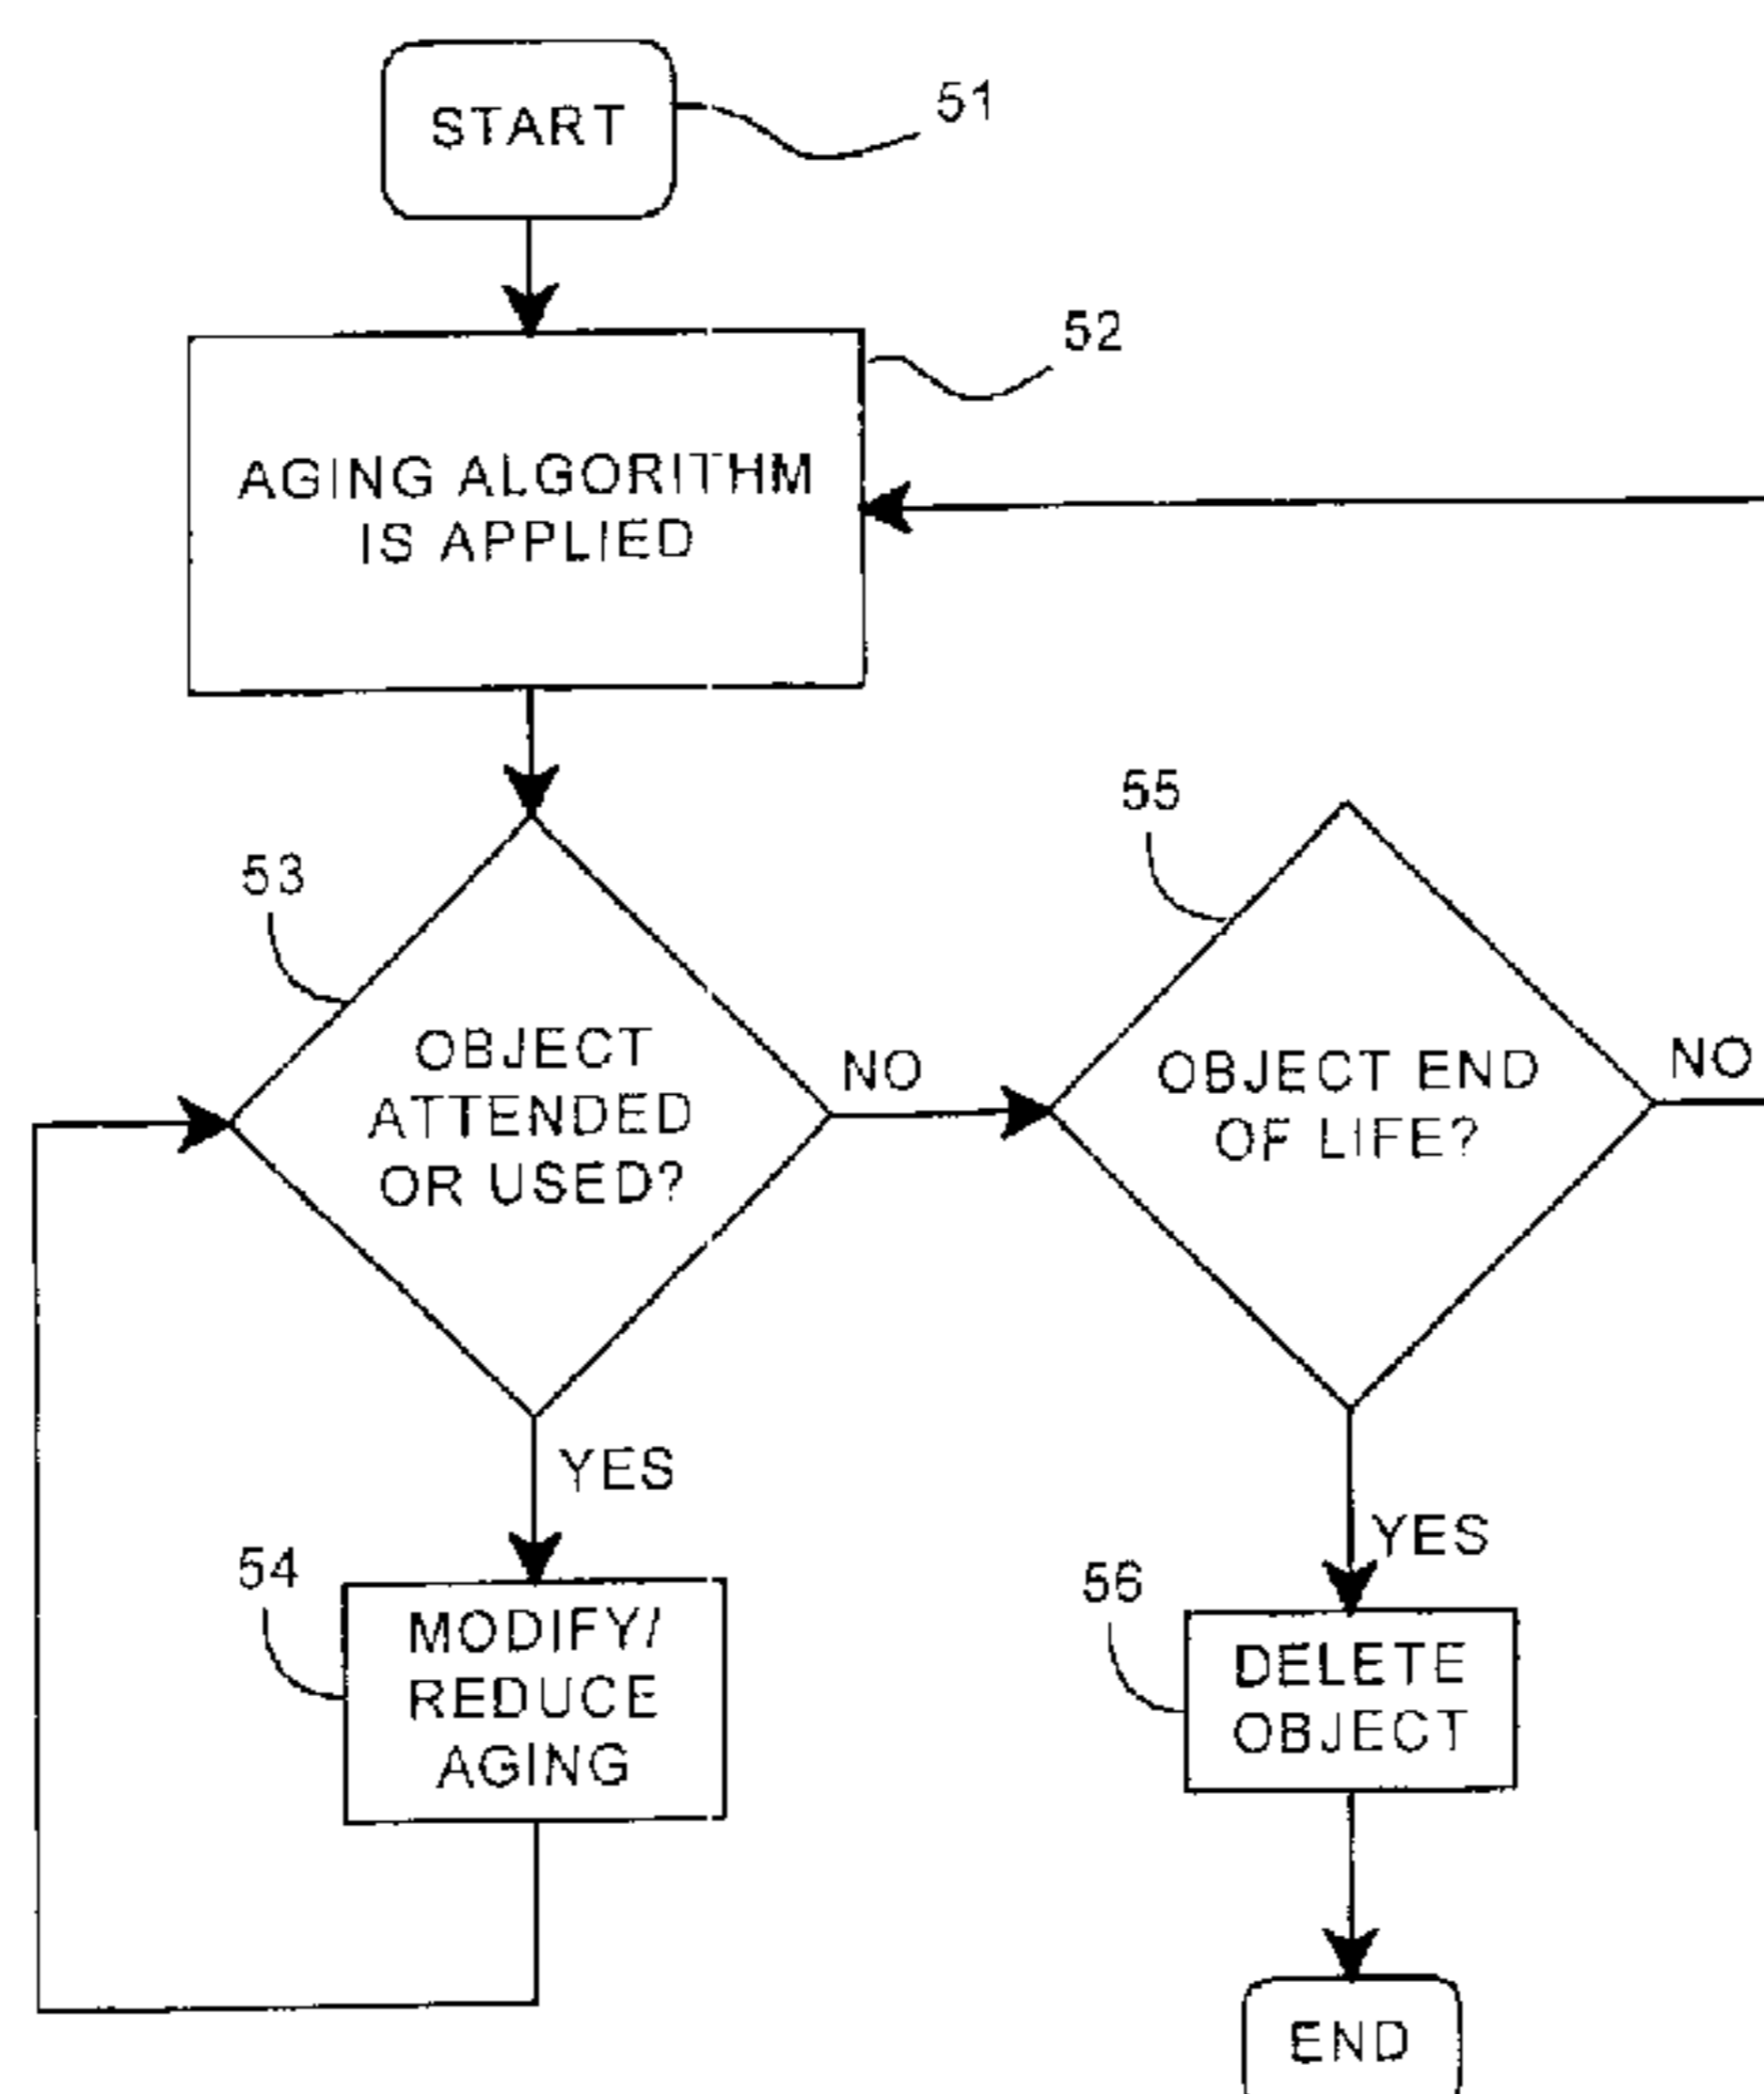 START
51
52
AGING ALGORITHM
IS APPLIED
53
OBJECT
ATTENDED
OR USED?
NO
55
OBJECT END
OF LIFE?
NO
YES
54
MODIFY/
REDUCE
AGING
YES
56
DELETE
OBJECT
END